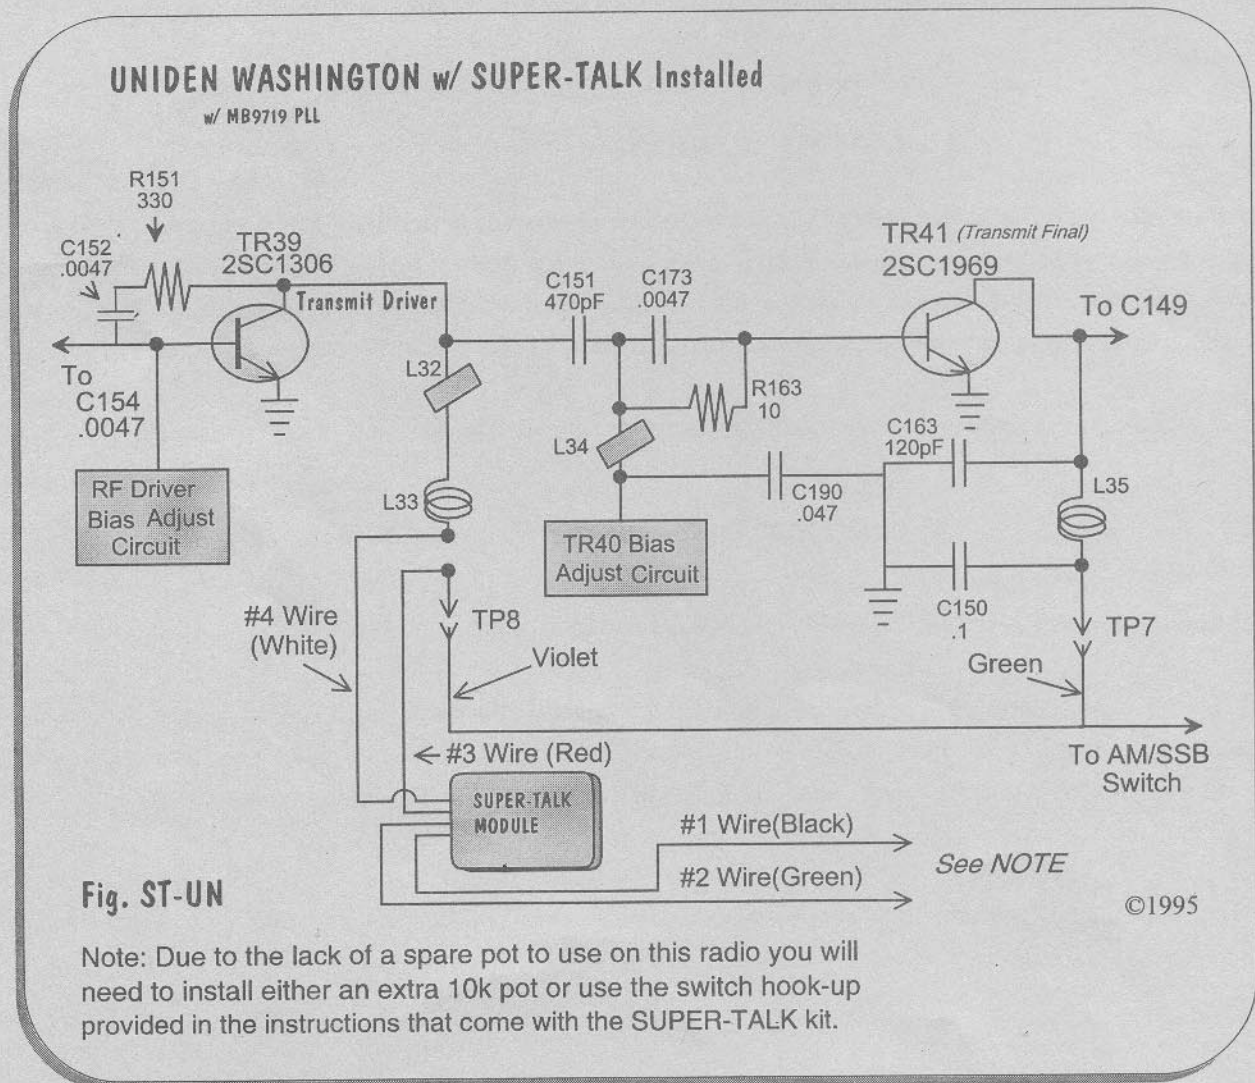 UNIDEN WASHINGTON w/ SUPER-TALK Installed
w/ MB9719 PLL
R151
330
C152
.0047
TR39
2SC1306
Transmit Driver
C151
470pF
C173
.0047
TR41 (Transmit Final)
2SC1969
To C149
To
C154
.0047
L32
R163
10
L34
C163
120pF
RF Driver
Bias Adjust
Circuit
L33
C190
.047
L35
TR40 Bias
Adjust Circuit
#4 Wire
(White)
TP8
C150
.1
TP7
Violet
Green
#3 Wire (Red)
To AM/SSB
Switch
SUPER-TALK
MODULE
#1 Wire(Black)
#2 Wire(Green)
See NOTE
Fig. ST-UN
©1995
Note: Due to the lack of a spare pot to use on this radio you will
need to install either an extra 10k pot or use the switch hook-up
provided in the instructions that come with the SUPER-TALK kit.